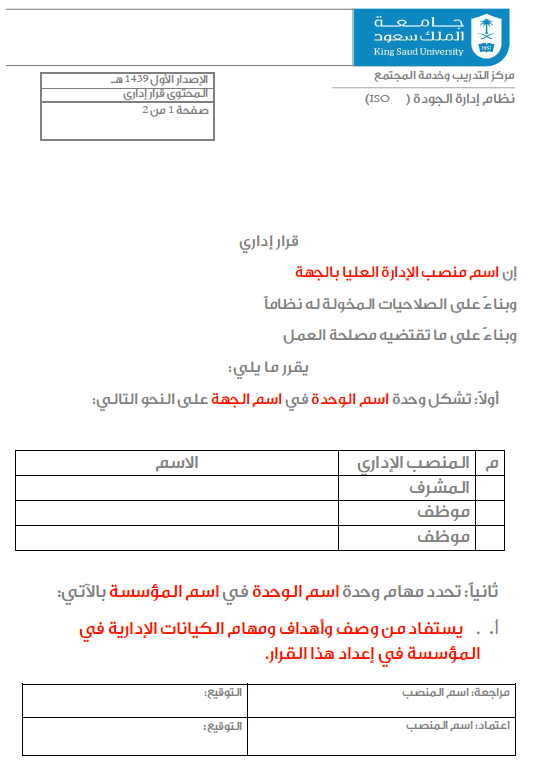 جامعة
الملك سعود
King Saud University
1957
مركز التدريب وخدمة المجتمع
نظام إدارة الجودة ( ISO)
الإصدار الأول 1439 هـ
المحتوى قرار إداري
صفحة 1 من 2
قرار إداري
إن اسم منصب الإدارة العليا بالجهة
وبناءً على الصلاحيات المخولة له نظاماً
وبناءً على ما تقتضيه مصلحة العمل
يقرر ما يلي:
أولاً: تشكل وحدة اسم الوحدة في اسم الجهة على النحو التالي:
م المنصب الإداري الاسم
المشرف
موظف
موظف
ثانياً: تحدد مهام وحدة اسم الوحدة في اسم المؤسسة بالآتي:
أ. . يستفاد من وصف وأهداف ومهام الكيانات الإدارية في
المؤسسة في إعداد هذا القرار.
مراجعة: اسم المنصب التوقيع:
اعتماد: اسم المنصب التوقيع: